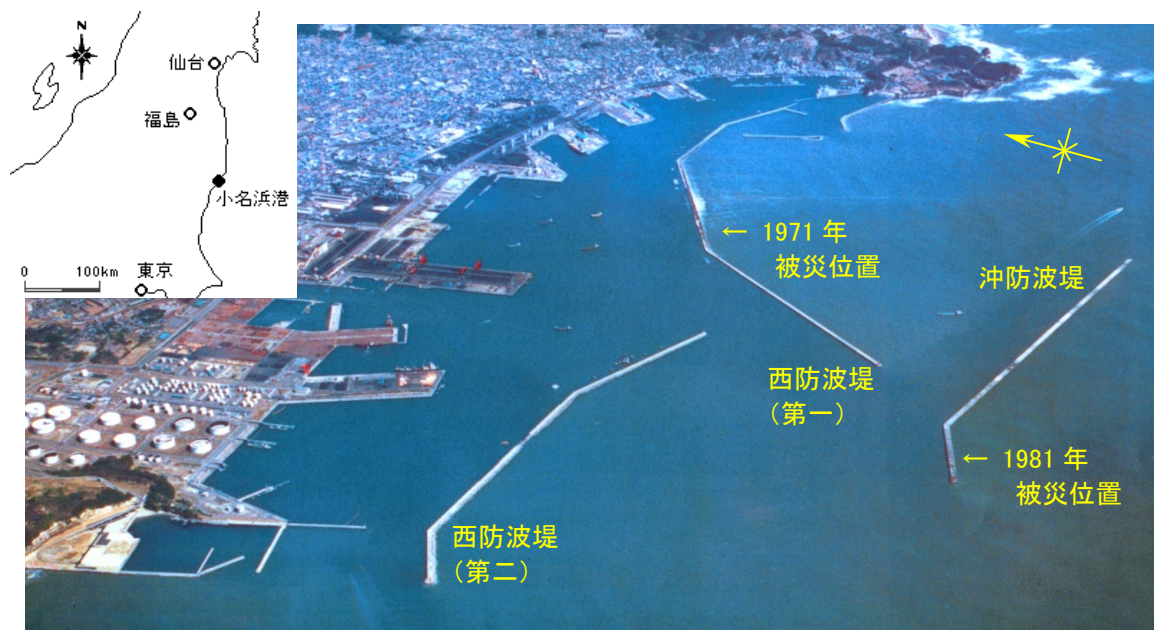 N
仙台
福島
小名浜港
0 100km
東京
← 1971 年
被災位置
沖防波堤
西防波堤
(第一)
← 1981 年
被災位置
西防波堤
(第二)